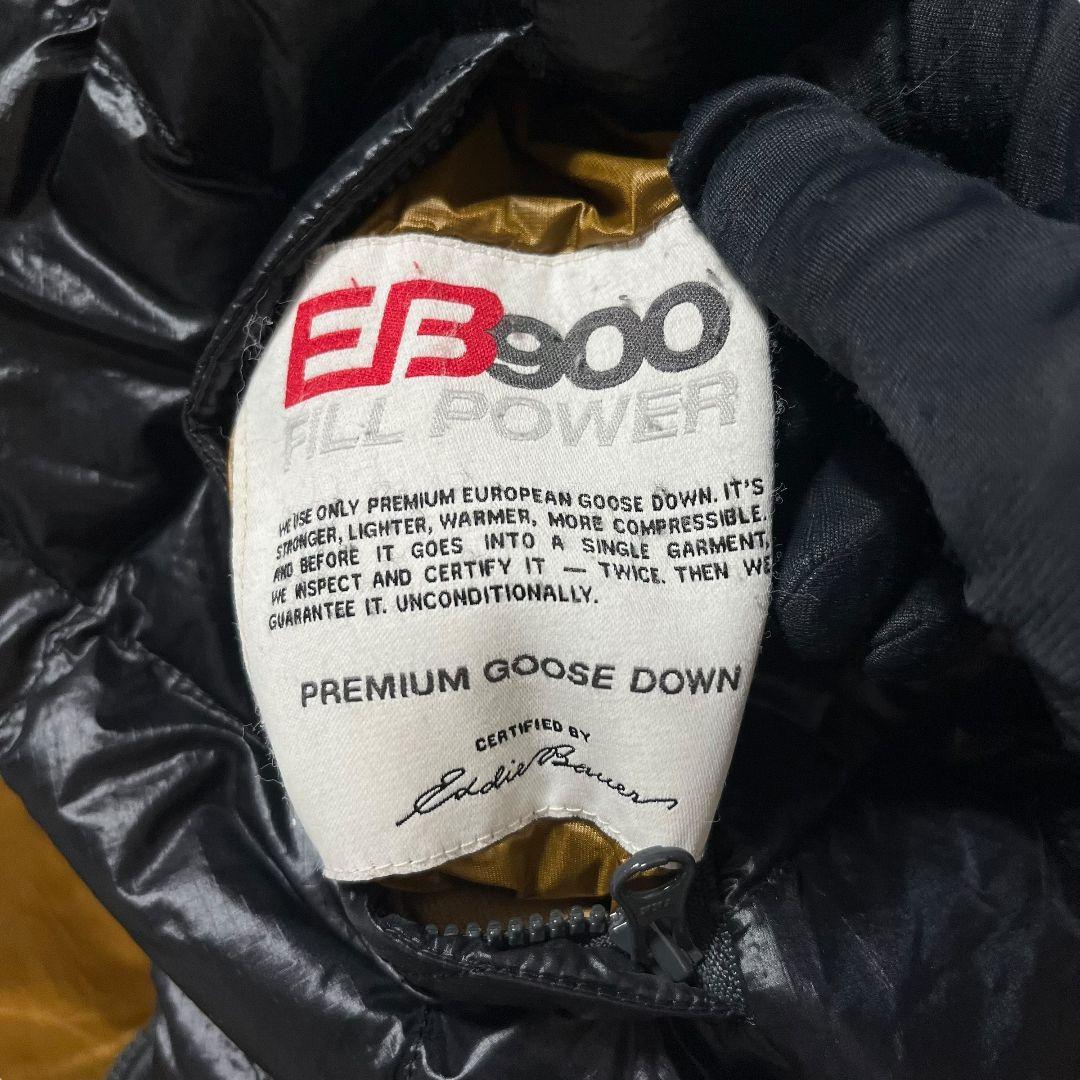 EB900
FILL POWER
WE USE ONLY PREMIUM EUROPEAN GOOSE DOWN. IT'S
STRONGER, LIGHTER, WARMER, MORE COMPRESSIBLE.
AND BEFORE IT GOES INTO A SINGLE GARMENT,
WE INSPECT AND CERTIFY IT — TWICE. THEN WE
GUARANTEE IT. UNCONDITIONALLY.
PREMIUM GOOSE DOWN
CERTIFIED BY
Eddie Bauer